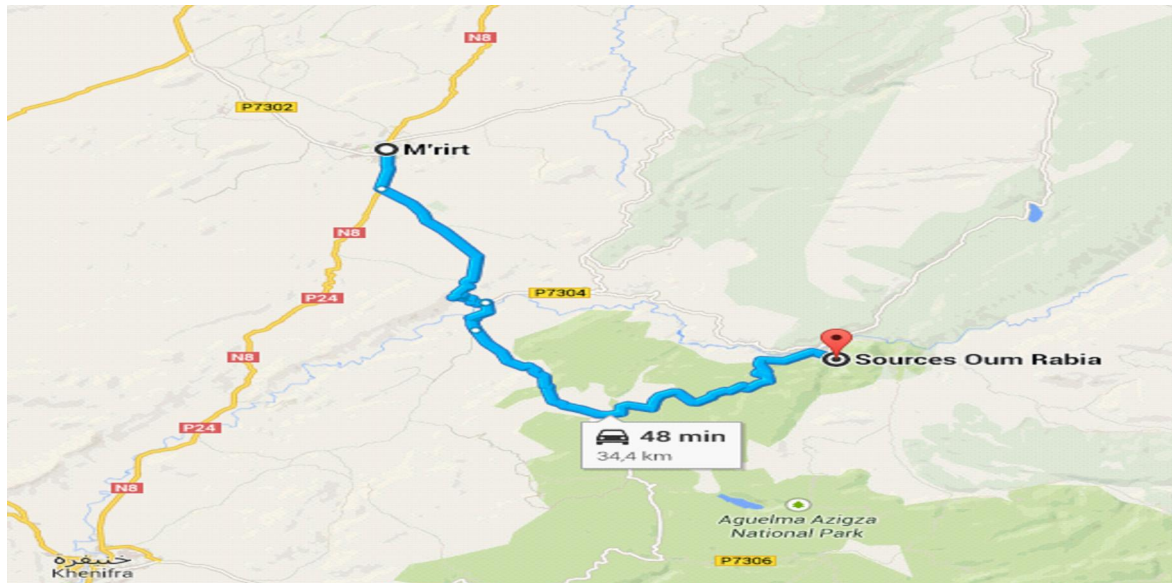 N8
P7302
M'rirt
N8
P7304
P24
N8
Sources Oum Rabia
48 min
34,4 km
P24
N8
Aguelma Azigza
National Park
خنيفرة
Khenifra
P7306